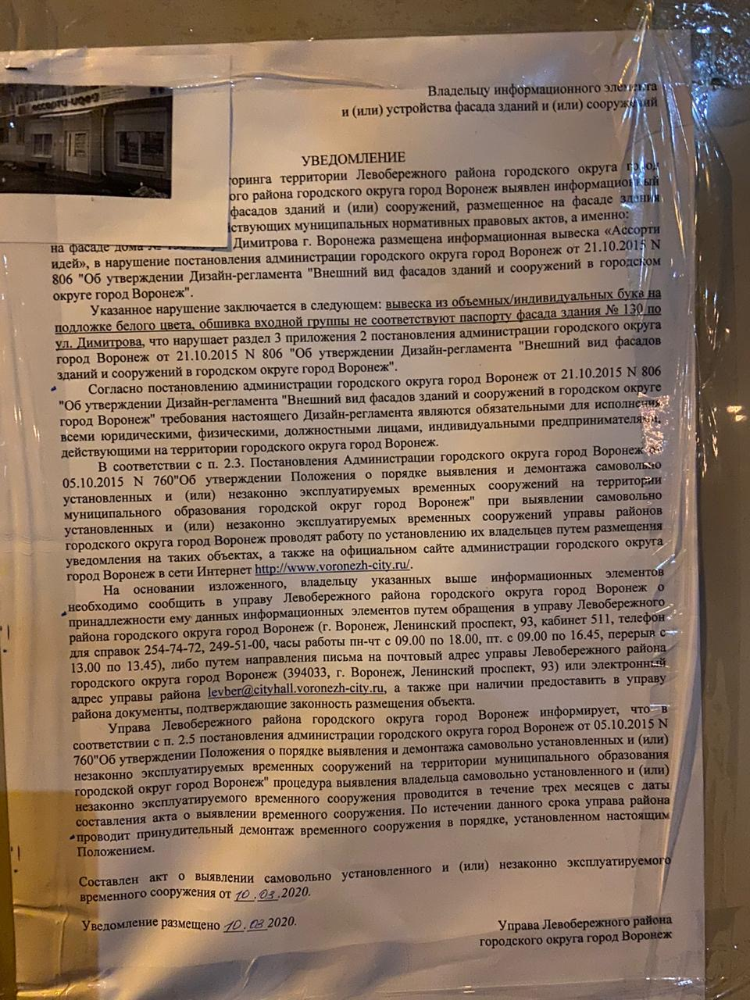 ассорти-идей
Владельцу информационного элемента
и (или) устройства фасада зданий и (или) сооружений
УВЕДОМЛЕНИЕ
торинга территории Левобережного района городского округа город
ого района городского округа город Воронеж выявлен информационный
фасадов зданий и (или) сооружений, размещенное на фасаде здания
ствующих муниципальных нормативных правовых актов, а именно:
на фасаде дома № Димитрова г. Воронежа размещена информационная вывеска «Ассорти
идей», в нарушение постановления администрации городского округа город Воронеж от 21.10.2015 N
806 "Об утверждении Дизайн-регламента "Внешний вид фасадов зданий и сооружений в городском
округе город Воронеж".
Указанное нарушение заключается в следующем: вывеска из объемных/индивидуальных букв на
подложке белого цвета, обшивка входной группы не соответствуют паспорту фасада здания № 130 по
ул. Димитрова, что нарушает раздел 3 приложения 2 постановления администрации городского округа
город Воронеж от 21.10.2015 N 806 "Об утверждении Дизайн-регламента "Внешний вид фасадов
зданий и сооружений в городском округе город Воронеж".
Согласно постановлению администрации городского округа город Воронеж от 21.10.2015 N 806
"Об утверждении Дизайн-регламента "Внешний вид фасадов зданий и сооружений в городском округе
город Воронеж" требования настоящего Дизайн-регламента являются обязательными для исполнения
всеми юридическими, физическими, должностными лицами, индивидуальными предпринимателями,
действующими на территории городского округа город Воронеж.
В соответствии с п. 2.3. Постановления Администрации городского округа город Воронеж от
05.10.2015 N 760"Об утверждении Положения о порядке выявления и демонтажа самовольно
установленных и (или) незаконно эксплуатируемых временных сооружений на территории
муниципального образования городской округ город Воронеж" при выявлении самовольно
установленных и (или) незаконно эксплуатируемых временных сооружений управы районов
городского округа город Воронеж проводят работу по установлению их владельцев путем размещения
уведомления на таких объектах, а также на официальном сайте администрации городского округа
город Воронеж в сети Интернет http://www.voronezh-city.ru/.
На основании изложенного, владельцу указанных выше информационных элементов
необходимо сообщить в управу Левобережного района городского округа город Воронеж о
принадлежности ему данных информационных элементов путем обращения в управу Левобережного
района городского округа город Воронеж (г. Воронеж, Ленинский проспект, 93, кабинет 511, телефон
для справок 254-74-72, 249-51-00, часы работы пн-чт с 09.00 по 18.00, пт. с 09.00 по 16.45, перерыв с
13.00 по 13.45), либо путем направления письма на почтовый адрес управы Левобережного района
городского округа город Воронеж (394033, г. Воронеж, Ленинский проспект, 93) или электронный
адрес управы района levber@cityhall.voronezh-city.ru, а также при наличии предоставить в управу
района документы, подтверждающие законность размещения объекта.
Управа Левобережного района городского округа город Воронеж информирует, что в
соответствии с п. 2.5 постановления администрации городского округа город Воронеж от 05.10.2015 N
760"Об утверждении Положения о порядке выявления и демонтажа самовольно установленных и (или)
незаконно эксплуатируемых временных сооружений на территории муниципального образования
городской округ город Воронеж" процедура выявления владельца самовольно установленного и (или)
незаконно эксплуатируемого временного сооружения проводится в течение трех месяцев с даты
составления акта о выявлении временного сооружения. По истечении данного срока управа района
проводит принудительный демонтаж временного сооружения в порядке, установленном настоящим
Положением.
Составлен акт о выявлении самовольно установленного и (или) незаконно эксплуатируемого
временного сооружения от 10.03.2020.
Уведомление размещено 10.03 2020.
Управа Левобережного района
городского округа город Воронеж